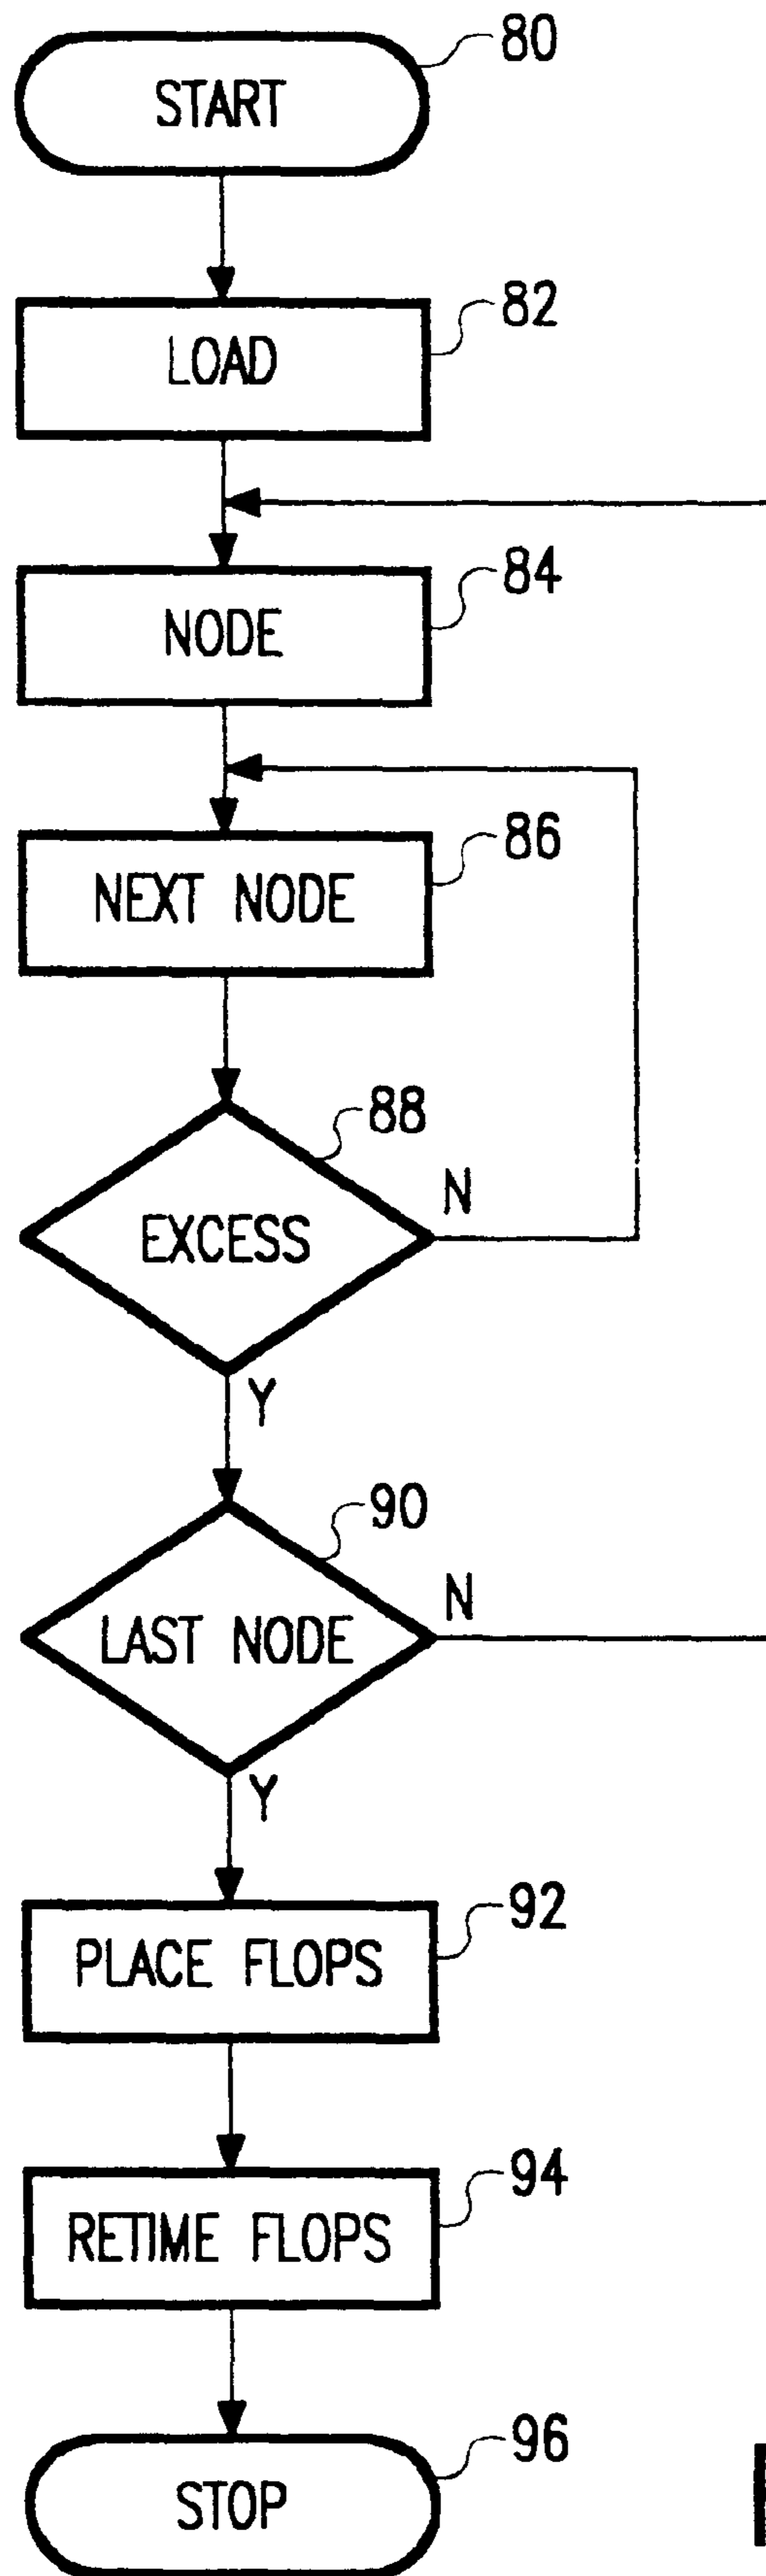 80
START
82
LOAD
84
NODE
86
NEXT NODE
88
EXCESS
N
Y
90
LAST NODE
N
Y
92
PLACE FLOPS
94
RETIME FLOPS
96
STOP